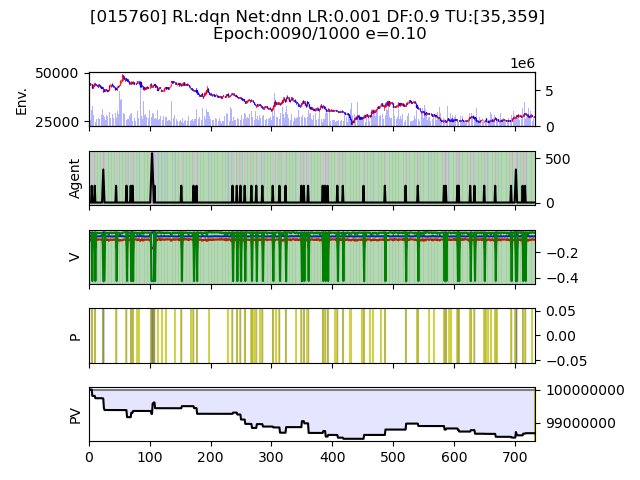 [015760] RL:dqn Net:dnn LR:0.001 DF:0.9 TU:[35,359]
Epoch:0090/1000 e=0.10
1e6
50000
25000
Env.
5
0
Agent
500
0
V
−0.2
−0.4
P
0.05
0.00
−0.05
PV
100000000
99000000
0 100 200 300 400 500 600 700